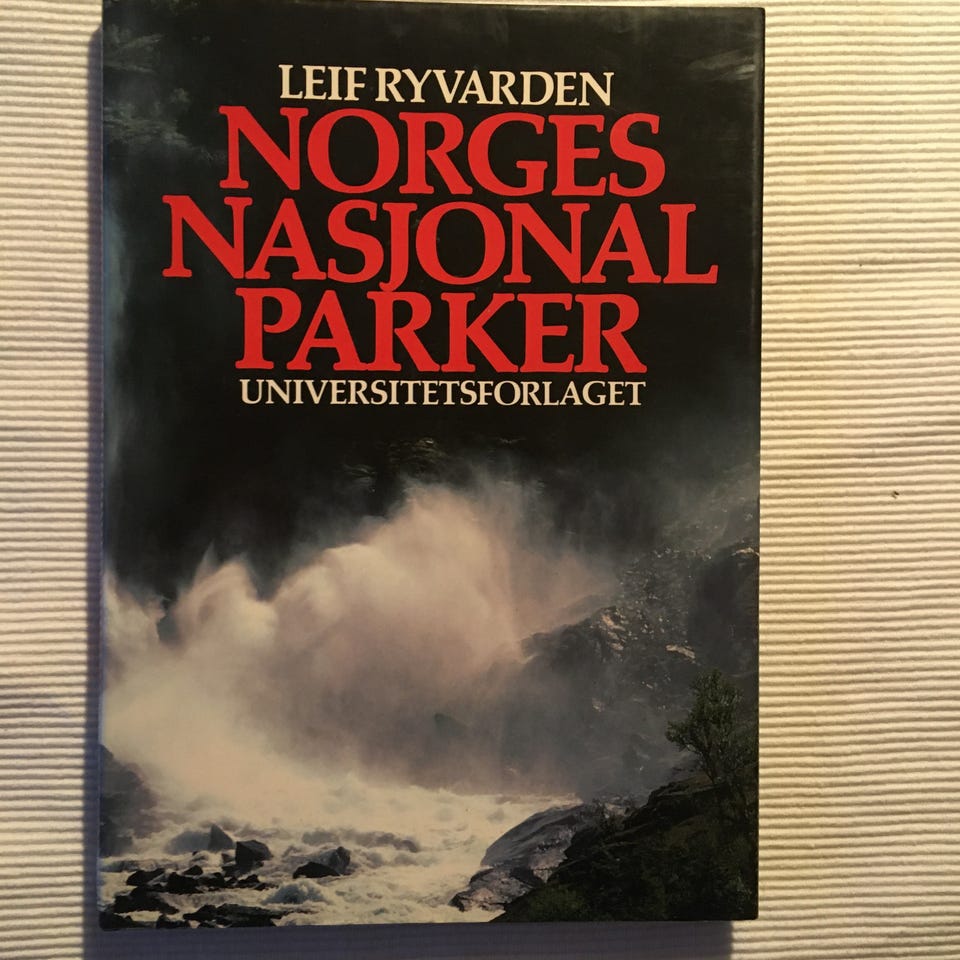 LEIF RYVARDEN
NORGES
NASJONAL
PARKER
UNIVERSITETSFORLAGET